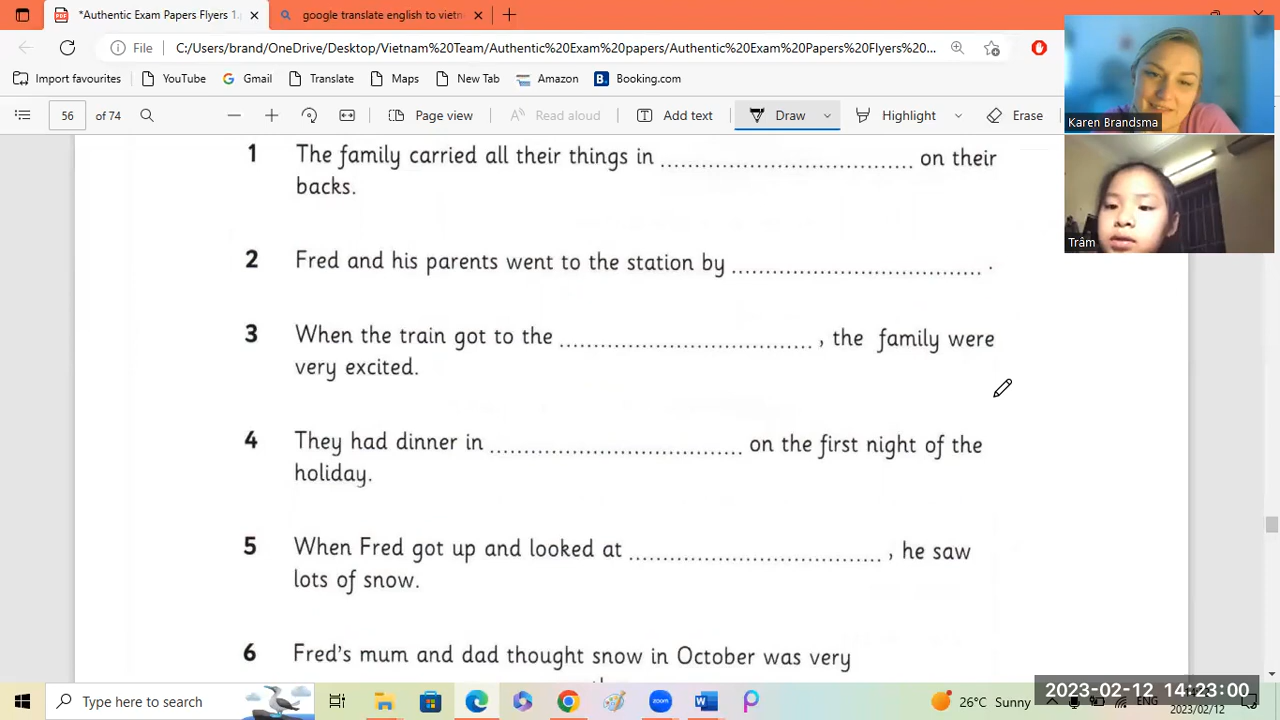 *Authentic Exam Papers Flyers 1.
google translate english to vietn
File
C:/Users/brand/OneDrive/Desktop/Vietnam%20Team/Authentic%20Exam%20papers/Authentic%20Exam%20Papers%20Flyers%20...
Import favourites
YouTube
Gmail
Translate
Maps
New Tab
Amazon
Booking.com
56 of 74
Page view
Read aloud
Add text
Draw
Highlight
Erase
Karen Brandsma
Trâm
1 The family carried all their things in ........................................ on their
backs.
2 Fred and his parents went to the station by ........................................ .
3 When the train got to the ........................................ , the family were
very excited.
4 They had dinner in ........................................ on the first night of the
holiday.
5 When Fred got up and looked at ........................................ , he saw
lots of snow.
6 Fred's mum and dad thought snow in October was very
Type here to search
26°C Sunny
ENG
2023-02-12 14:23:00
2023/02/12